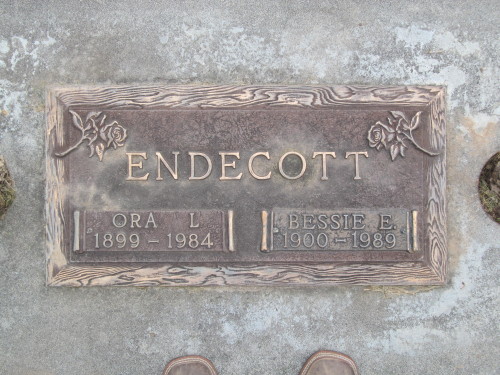 ENDECOTT
ORA L
1899 - 1984
BESSIE E.
1900 - 1989